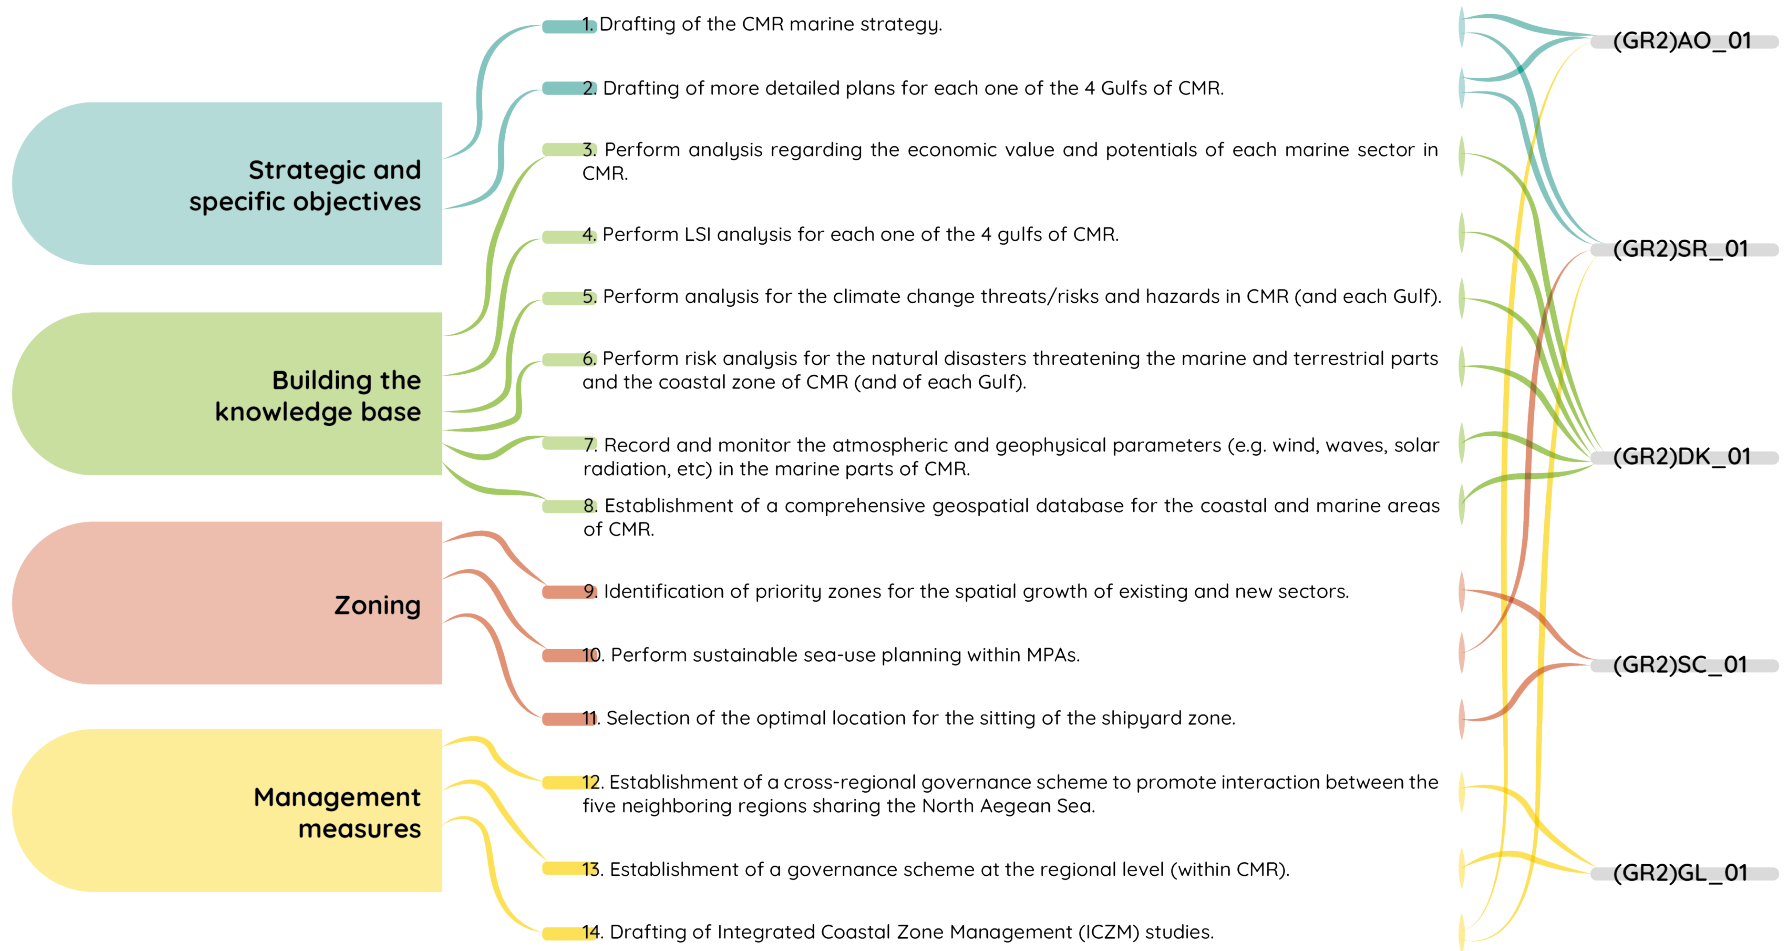 Strategic and
specific objectives
Building the
knowledge base
Zoning
Management
measures
1. Drafting of the CMR marine strategy.
2. Drafting of more detailed plans for each one of the 4 Gulfs of CMR.
3. Perform analysis regarding the economic value and potentials of each marine sector in
CMR.
4. Perform LSI analysis for each one of the 4 gulfs of CMR.
5. Perform analysis for the climate change threats/risks and hazards in CMR (and each Gulf).
6. Perform risk analysis for the natural disasters threatening the marine and terrestrial parts
and the coastal zone of CMR (and of each Gulf).
7. Record and monitor the atmospheric and geophysical parameters (e.g. wind, waves, solar
radiation, etc) in the marine parts of CMR.
8. Establishment of a comprehensive geospatial database for the coastal and marine areas
of CMR.
9. Identification of priority zones for the spatial growth of existing and new sectors.
10. Perform sustainable sea-use planning within MPAs.
11. Selection of the optimal location for the sitting of the shipyard zone.
12. Establishment of a cross-regional governance scheme to promote interaction between the
five neighboring regions sharing the North Aegean Sea.
13. Establishment of a governance scheme at the regional level (within CMR).
14. Drafting of Integrated Coastal Zone Management (ICZM) studies.
(GR2)AO_01
(GR2)SR_01
(GR2)DK_01
(GR2)SC_01
(GR2)GL_01